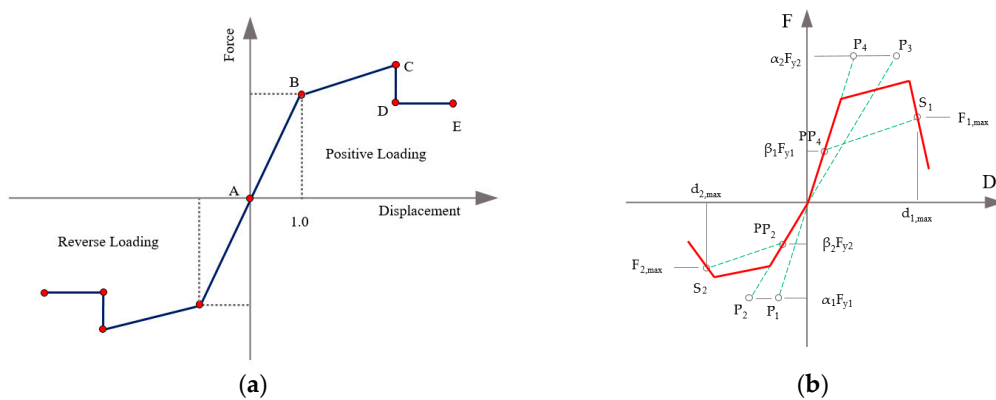 Force
B
C
D
E
Positive Loading
A
1.0
Displacement
Reverse Loading
(a)
F
α₂Fy2
P₄
P₃
S₁
F₁,max
PP₄
β₁Fy1
d₂,max
D
d₁,max
PP₂
β₂Fy2
F₂,max
S₂
P₂
P₁
α₁Fy1
(b)